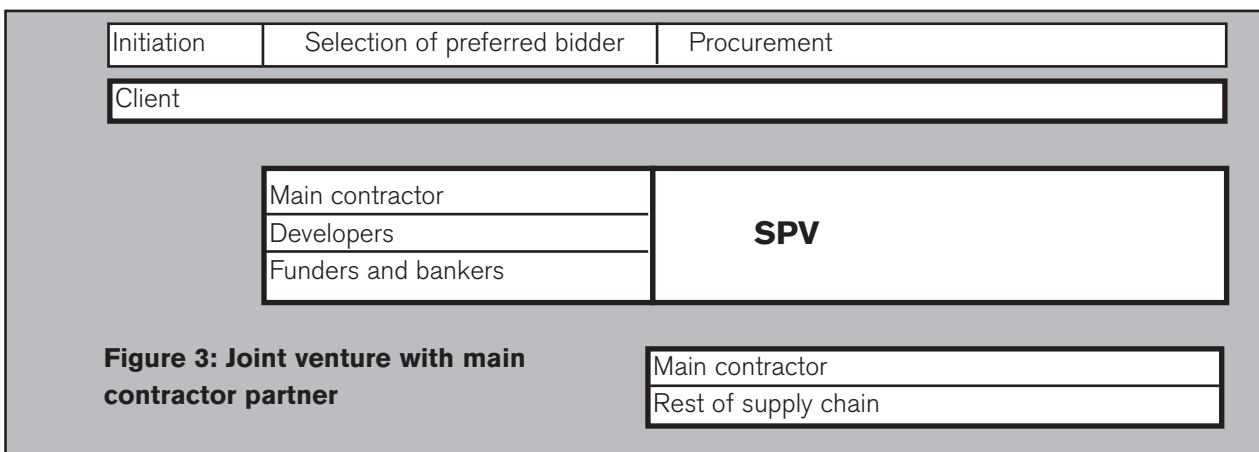 Initiation Selection of preferred bidder Procurement
Client
Main contractor
Developers
Funders and bankers
SPV
Figure 3: Joint venture with main
contractor partner
Main contractor
Rest of supply chain